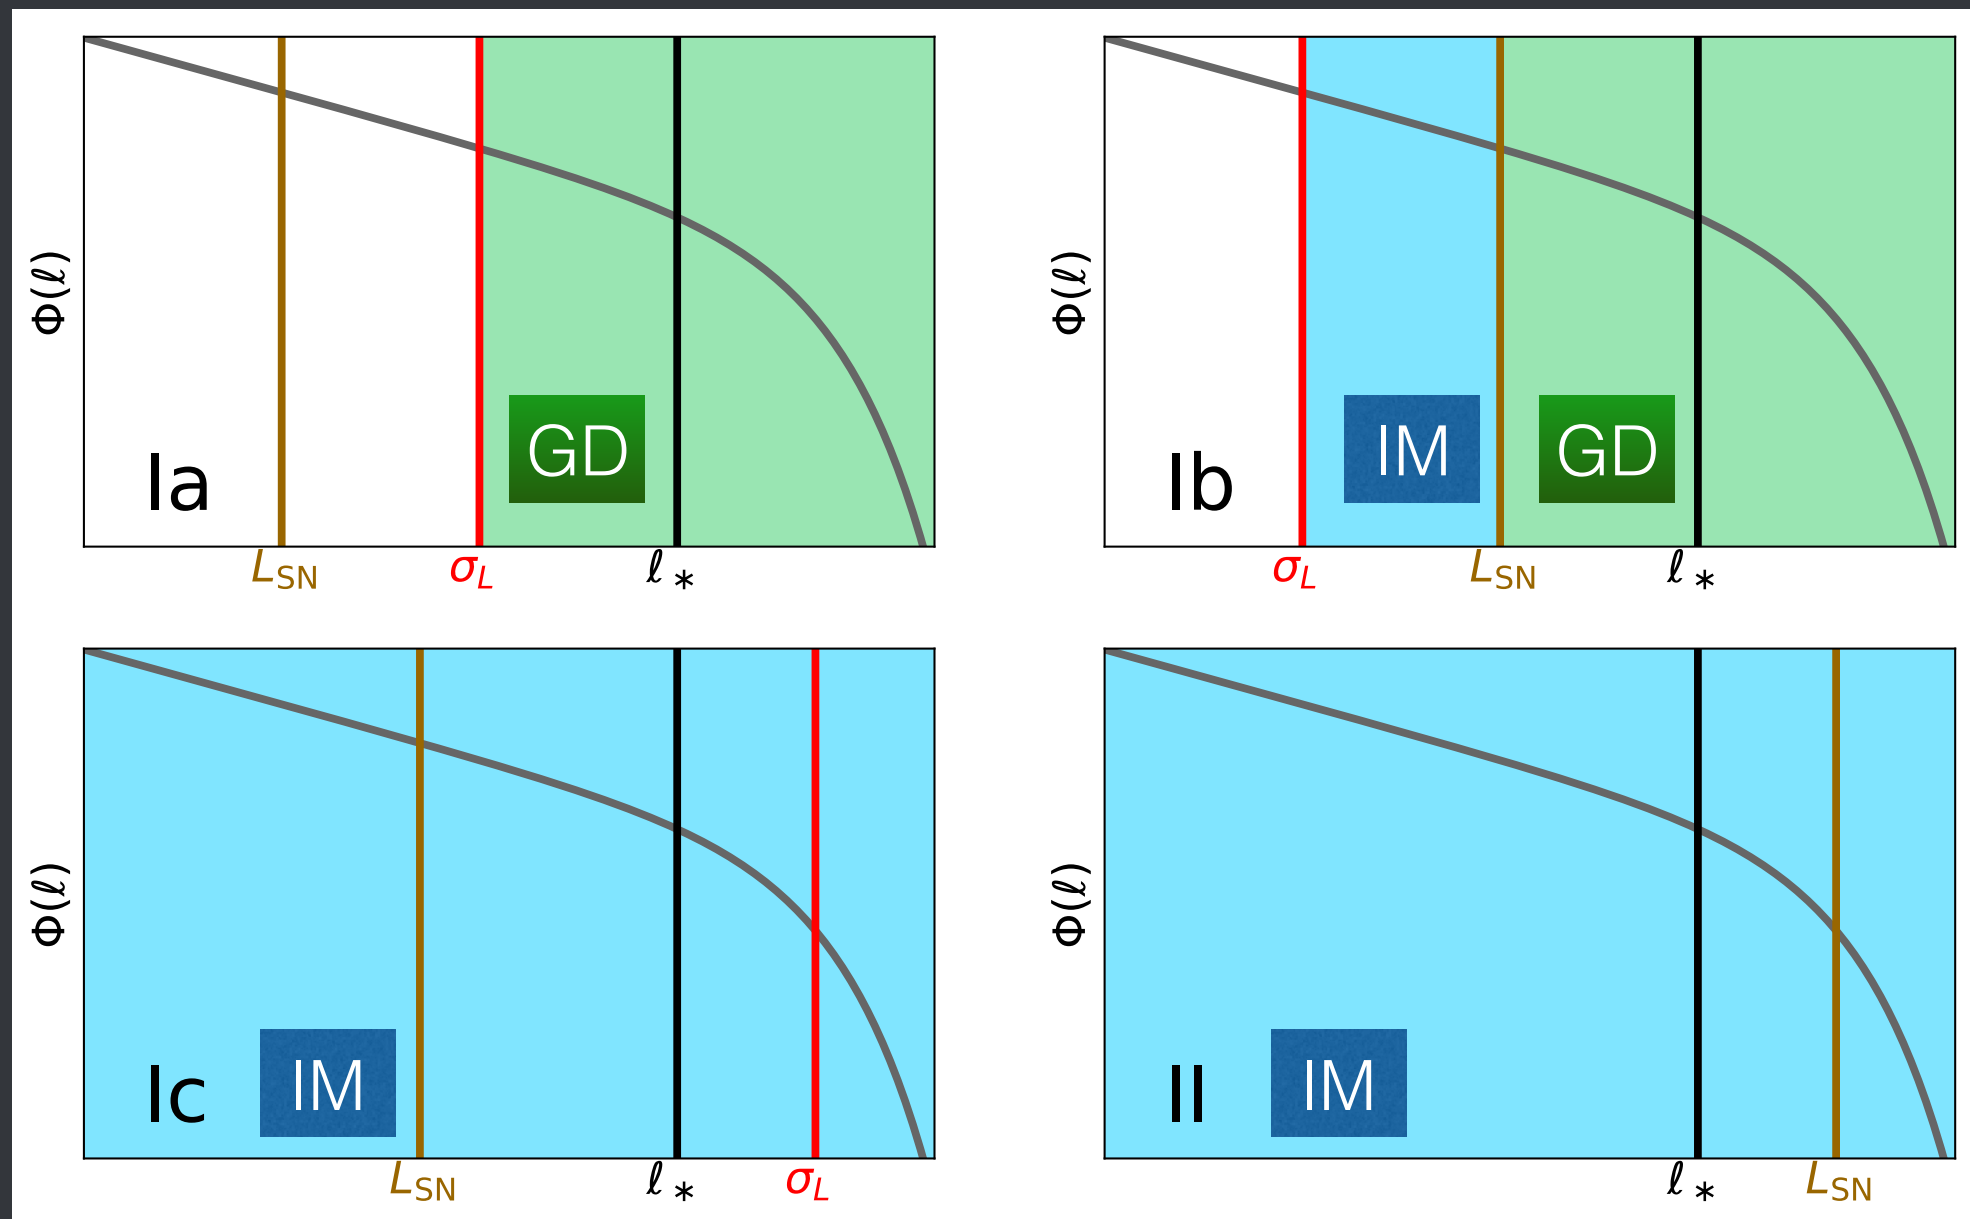 Φ(ℓ)
GD
Ia
L_SN σ_L ℓ_*
Φ(ℓ)
IM GD
Ib
σ_L L_SN ℓ_*
Φ(ℓ)
IM
Ic
L_SN ℓ_* σ_L
Φ(ℓ)
IM
II
ℓ_* L_SN